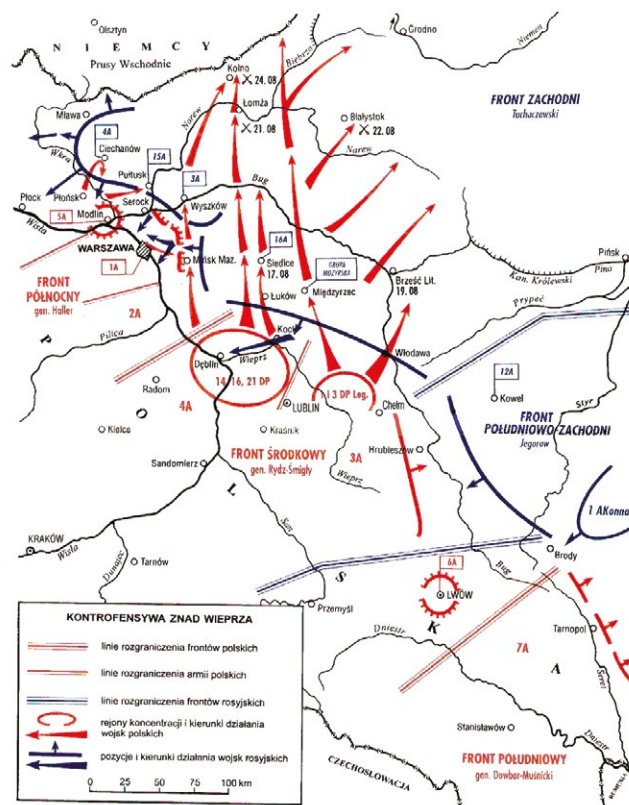 Olsztyn
NIEMCY
Prusy Wschodnie
Grodno
Niemen
Biebrza
Kolno
24.08
Łomża
21.08
Narew
Białystok
22.08
Narew
FRONT ZACHODNI
Tuchaczewski
Mława
4A
Wkra
Ciechanów
15A
Pułtusk
3A
Bug
Płock
Płońsk
Serock
Wyszków
Modlin
5A
Wisła
WARSZAWA
1A
Mińsk Maz.
16A
Siedlce
17.08
GRUPA
MOZYRSKA
Międzyrzec
Brześć Lit.
19.08
Pińsk
Pina
Kan. Królewski
Prypeć
FRONT
PÓŁNOCNY
gen. Haller
2A
Łuków
Pilica
Kock
Dęblin
Wieprz
Włodawa
14, 16, 21 DP
1 i 3 DP Leg.
12A
Kowel
Styr
Radom
LUBLIN
Chełm
4A
Kielce
Kraśnik
3A
FRONT
POŁUDNIOWO-ZACHODNI
Jegorow
FRONT ŚRODKOWY
gen. Rydz-Śmigły
Wieprz
Hrubieszów
Sandomierz
POLSKA
1 AKonna
KRAKÓW
Wisła
Dunajec
Tarnów
San
Brody
Bug
6A
LWÓW
Przemyśl
Tarnopol
Seret
7A
Dniestr
Stanisławów
Dniestr
CZECHOSŁOWACJA
FRONT POŁUDNIOWY
gen. Dowbor-Muśnicki
RUMUNIA
KONTROFENSYWA ZNAD WIEPRZA
linie rozgraniczenia frontów polskich
linie rozgraniczenia armii polskich
linie rozgraniczenia frontów rosyjskich
rejony koncentracji i kierunki działania
wojsk polskich
pozycje i kierunki działania wojsk rosyjskich
0 50 100 km